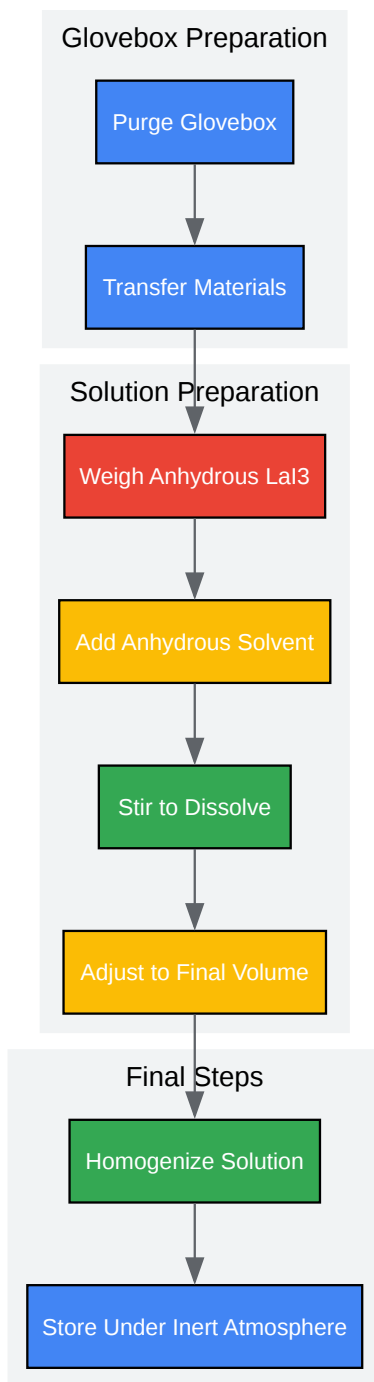 Glovebox Preparation
Purge Glovebox
Transfer Materials
Solution Preparation
Weigh Anhydrous LaI3
Add Anhydrous Solvent
Stir to Dissolve
Adjust to Final Volume
Final Steps
Homogenize Solution
Store Under Inert Atmosphere